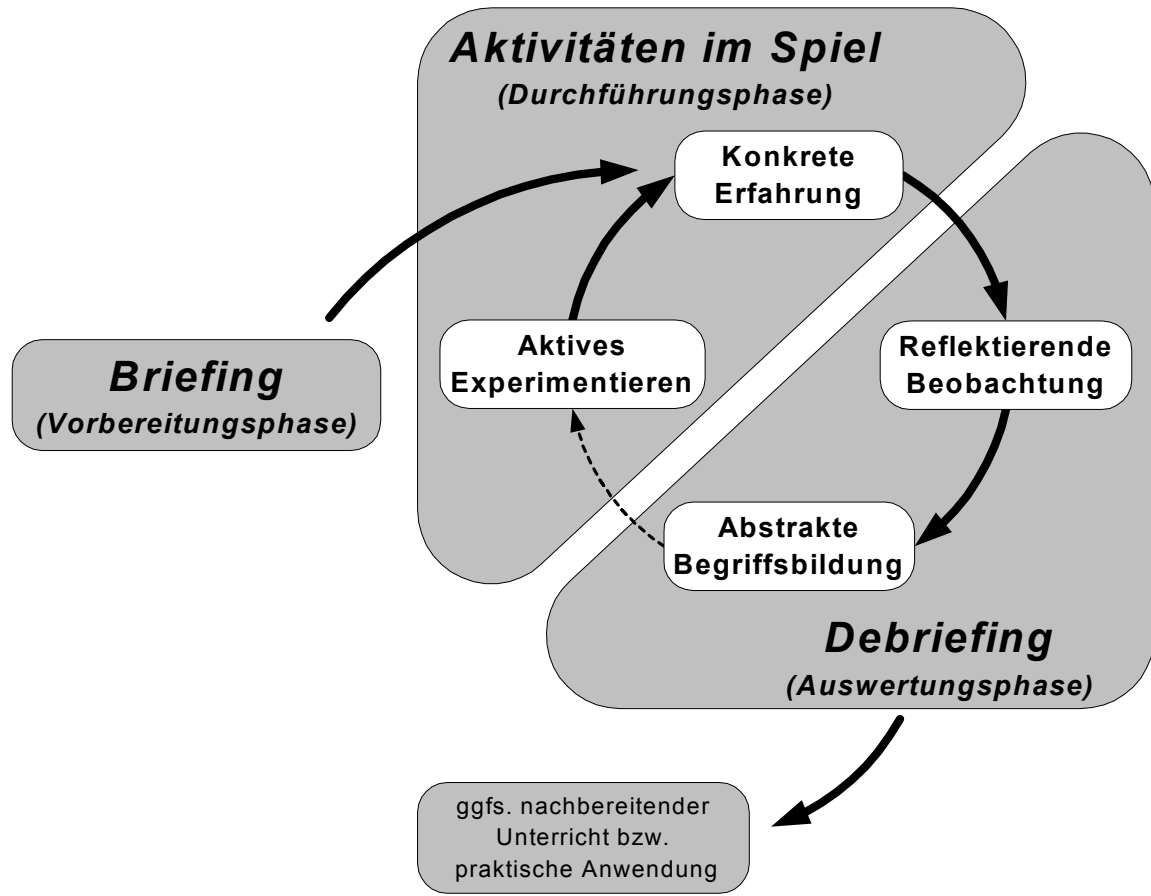 Aktivitäten im Spiel
(Durchführungsphase)
Konkrete
Erfahrung
Aktives
Experimentieren
Reflektierende
Beobachtung
Briefing
(Vorbereitungsphase)
Abstrakte
Begriffsbildung
Debriefing
(Auswertungsphase)
ggfs. nachbereitender
Unterricht bzw.
praktische Anwendung